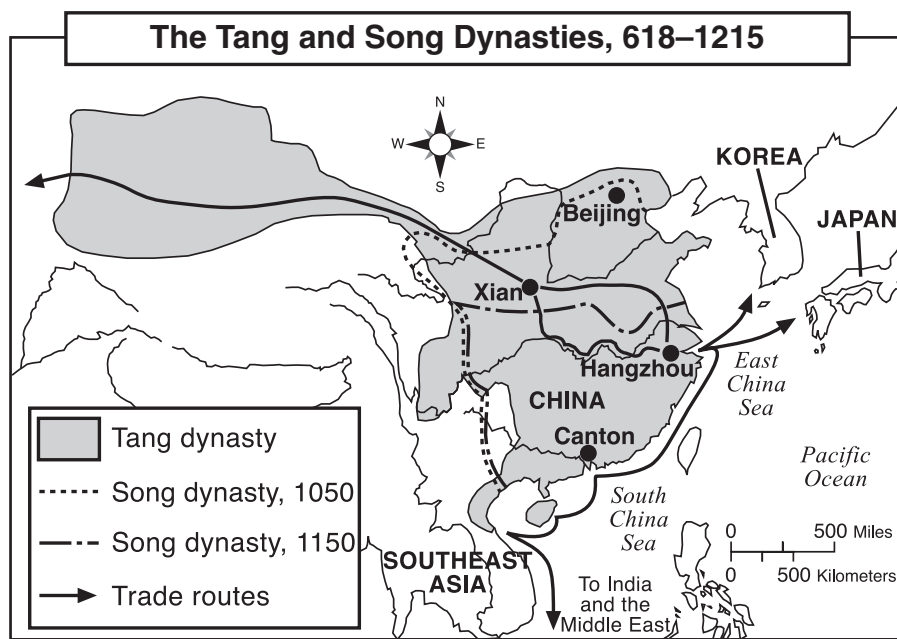 The Tang and Song Dynasties, 618–1215
N
W
E
S
KOREA
Beijing
JAPAN
Xian
Hangzhou
East
China
Sea
CHINA
Canton
Pacific
Ocean
South
China
Sea
Tang dynasty
Song dynasty, 1050
Song dynasty, 1150
Trade routes
SOUTHEAST
ASIA
0 500 Miles
0 500 Kilometers
To India
and the
Middle East